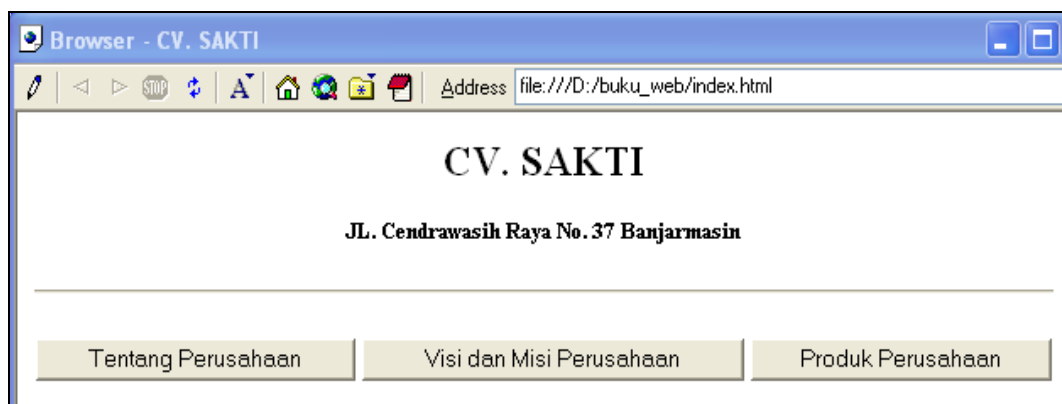 Browser - CV. SAKTI
STOP A Address file:///D:/buku_web/index.html
CV. SAKTI
JL. Cendrawasih Raya No. 37 Banjarmasin
Tentang Perusahaan Visi dan Misi Perusahaan Produk Perusahaan